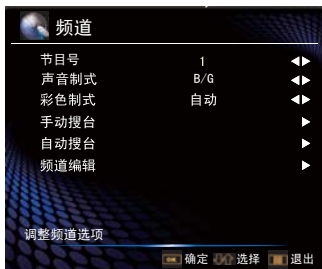 频道
节目号 1
声音制式 B/G
彩色制式 自动
手动搜台
自动搜台
频道编辑
调整频道选项
OK 确定 选择 退出